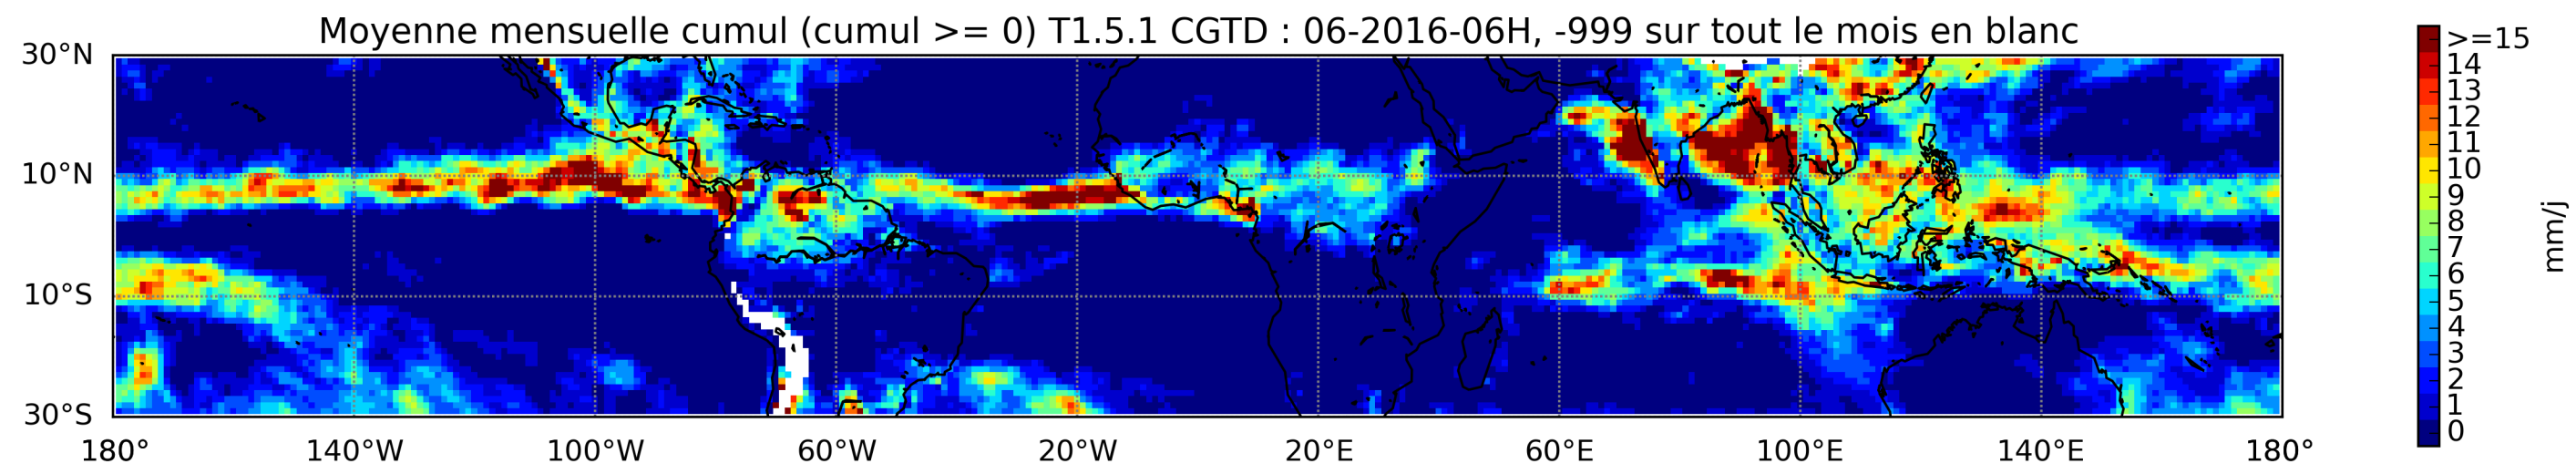 Moyenne mensuelle cumul (cumul >= 0) T1.5.1 CGTD : 06-2016-06H, -999 sur tout le mois en blanc
30°N
10°N
10°S
30°S
180°
140°W
100°W
60°W
20°W
20°E
60°E
100°E
140°E
180°
>=15
14
13
12
11
10
9
8
7
6
5
4
3
2
1
0
mm/j